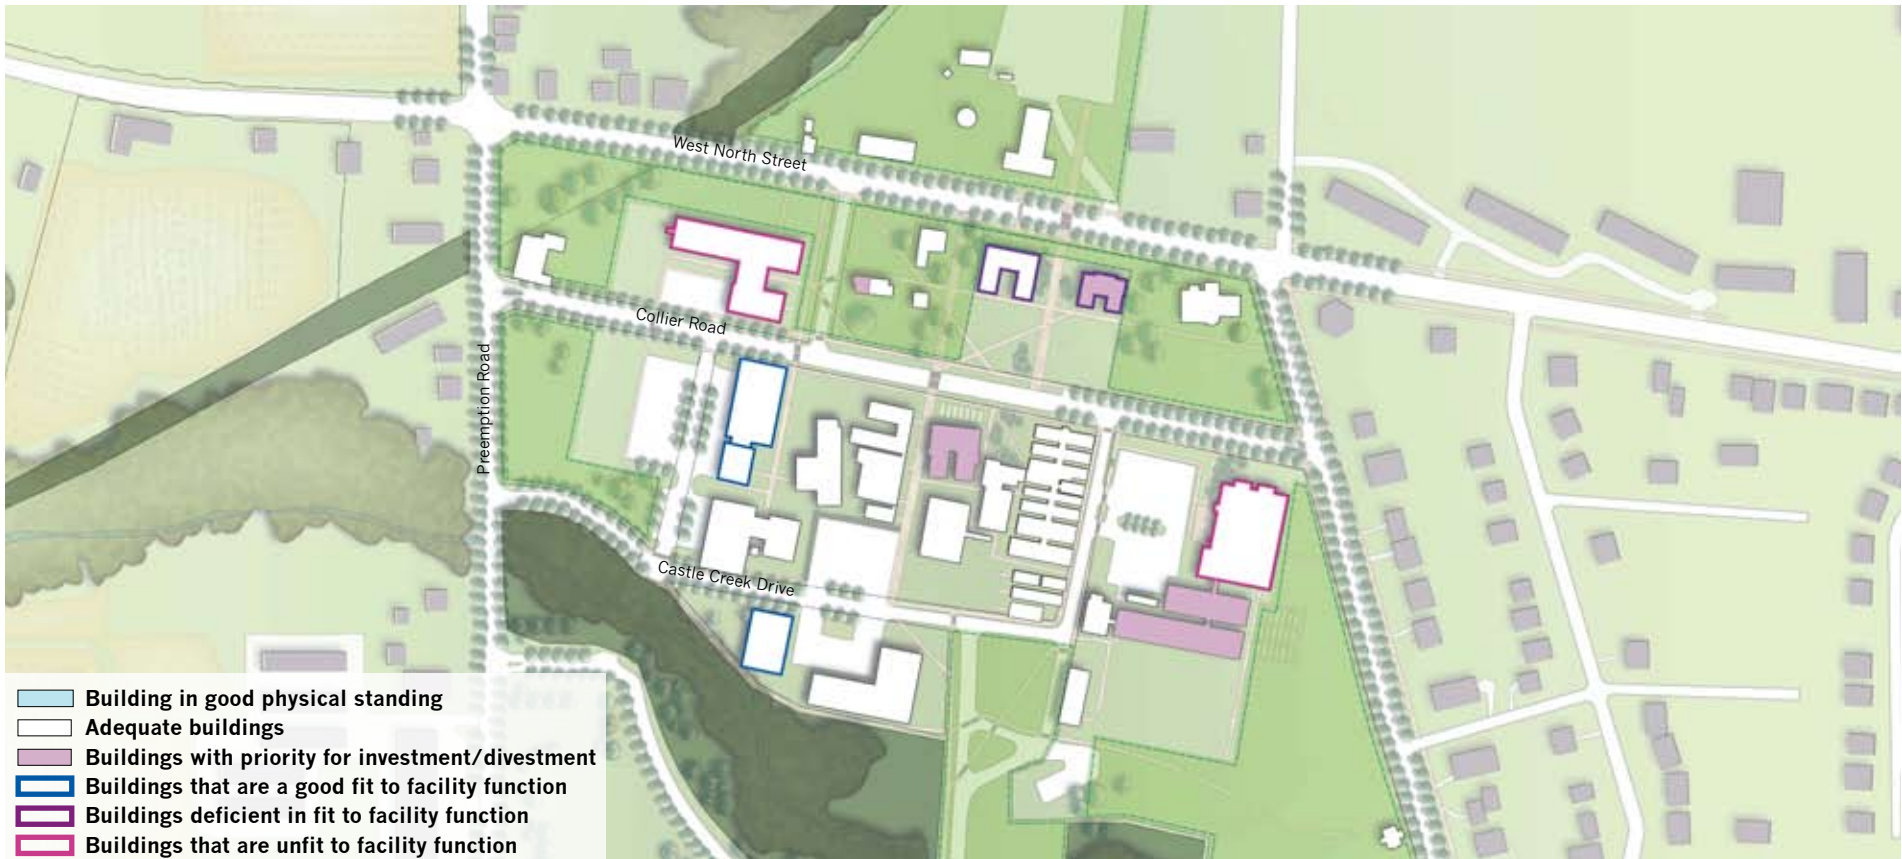 West North Street
Collier Road
Preemption Road
Castle Creek Drive
Building in good physical standing
Adequate buildings
Buildings with priority for investment/divestment
Buildings that are a good fit to facility function
Buildings deficient in fit to facility function
Buildings that are unfit to facility function